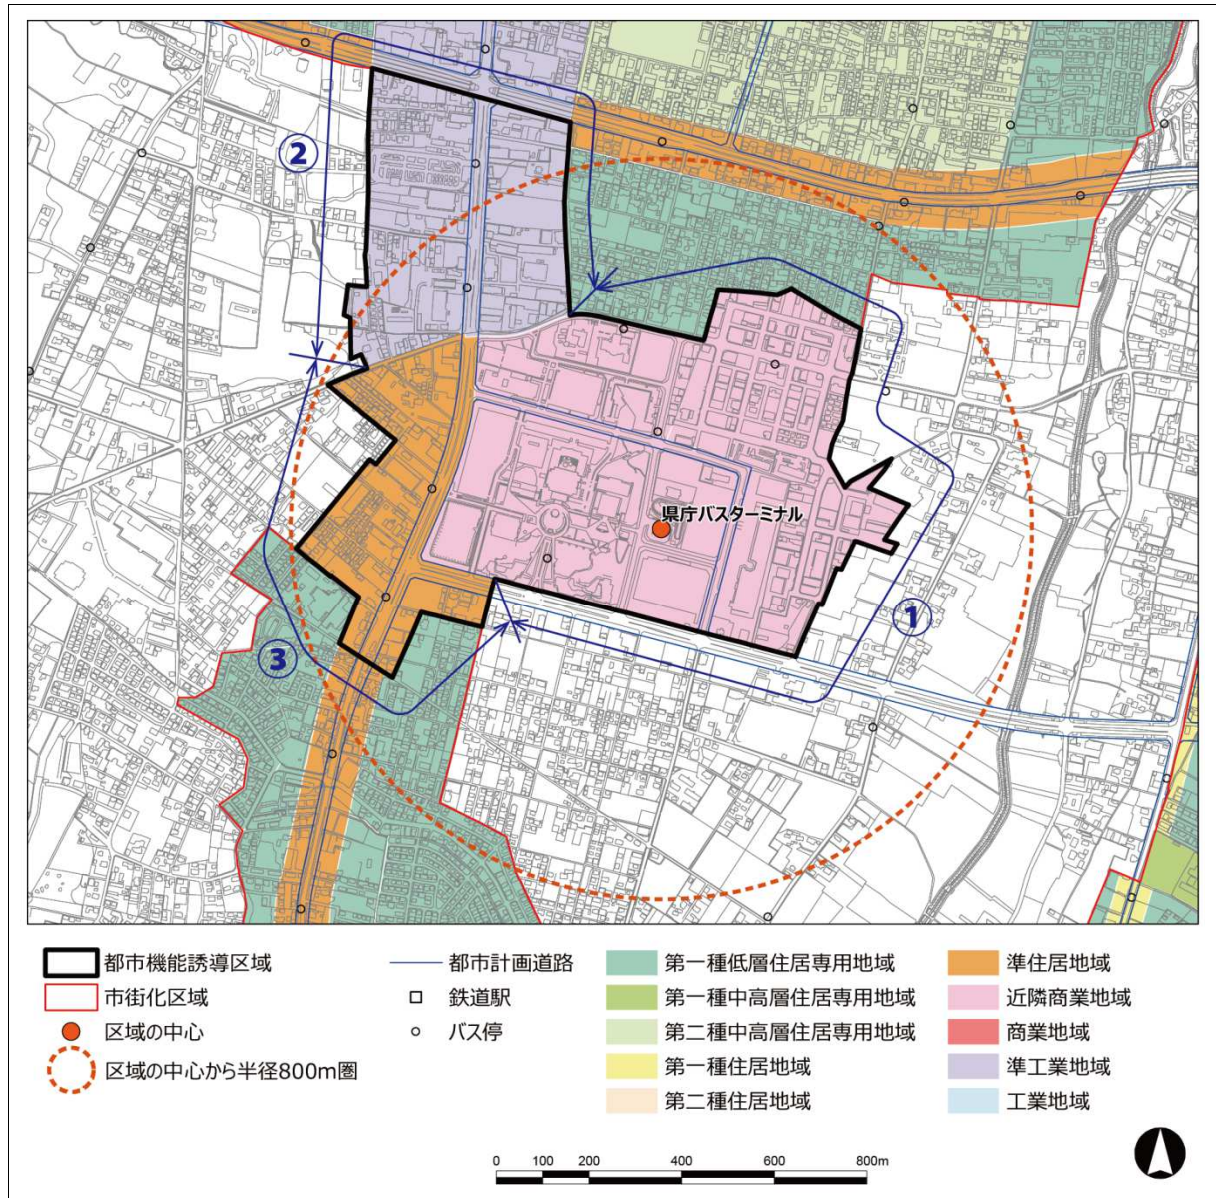 ②
①
県庁バスターミナル
③
都市機能誘導区域
市街化区域
区域の中心
区域の中心から半径800m圏
都市計画道路
鉄道駅
バス停
第一種低層住居専用地域
第一種中高層住居専用地域
第二種中高層住居専用地域
第一種住居地域
第二種住居地域
準住居地域
近隣商業地域
商業地域
準工業地域
工業地域
0 100 200 400 600 800m